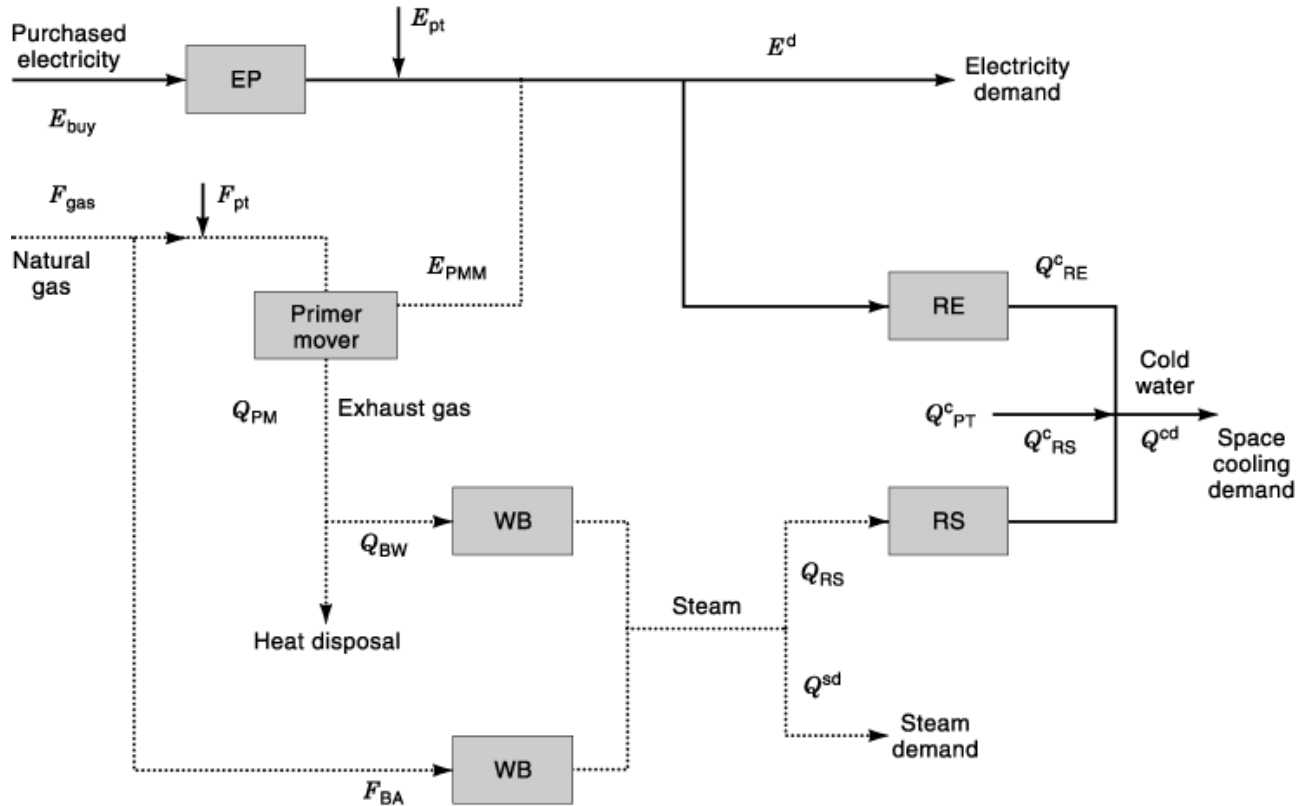 Purchased
electricity
E_buy
EP
E_pt
E^d
Electricity
demand
F_gas
F_pt
Natural
gas
E_PMM
Primer
mover
Q_PM
Exhaust gas
Q^c_RE
RE
Cold
water
Q^c_PT
Q^c_RS
Q^cd
Space
cooling
demand
WB
Q_BW
RS
Q_RS
Steam
Heat disposal
Q^sd
Steam
demand
WB
F_BA